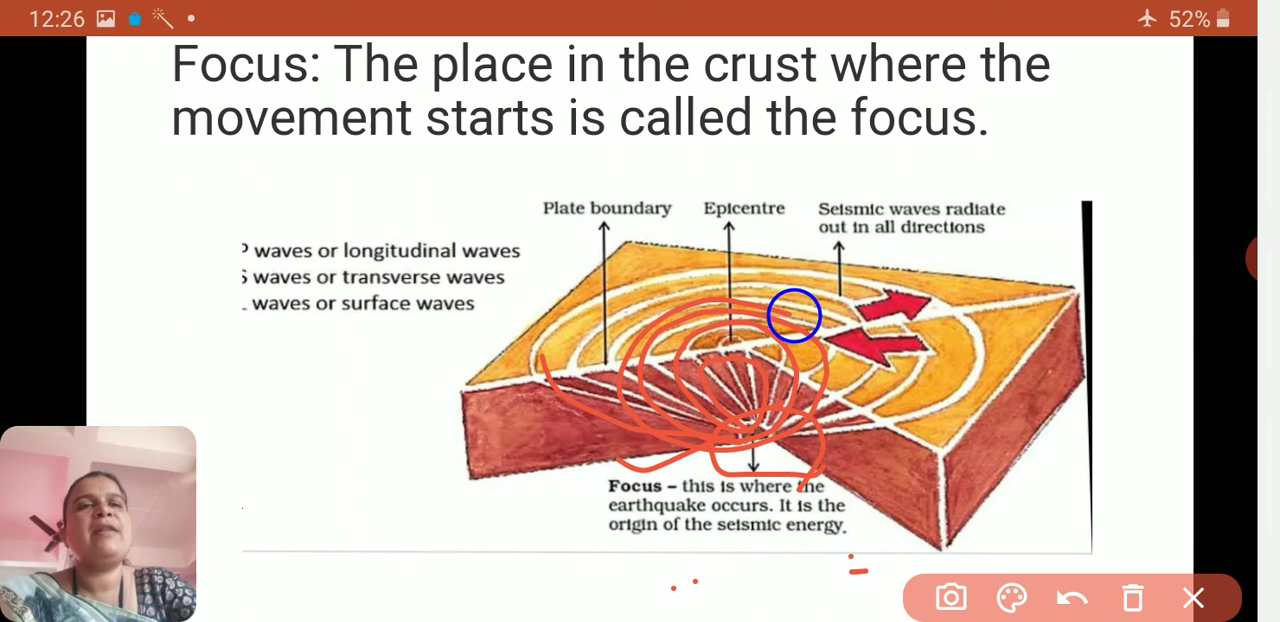 12:26
52%
Focus: The place in the crust where the
movement starts is called the focus.
Plate boundary
Epicentre
Seismic waves radiate
out in all directions
P waves or longitudinal waves
S waves or transverse waves
waves or surface waves
Focus – this is where the
earthquake occurs. It is the
origin of the seismic energy.